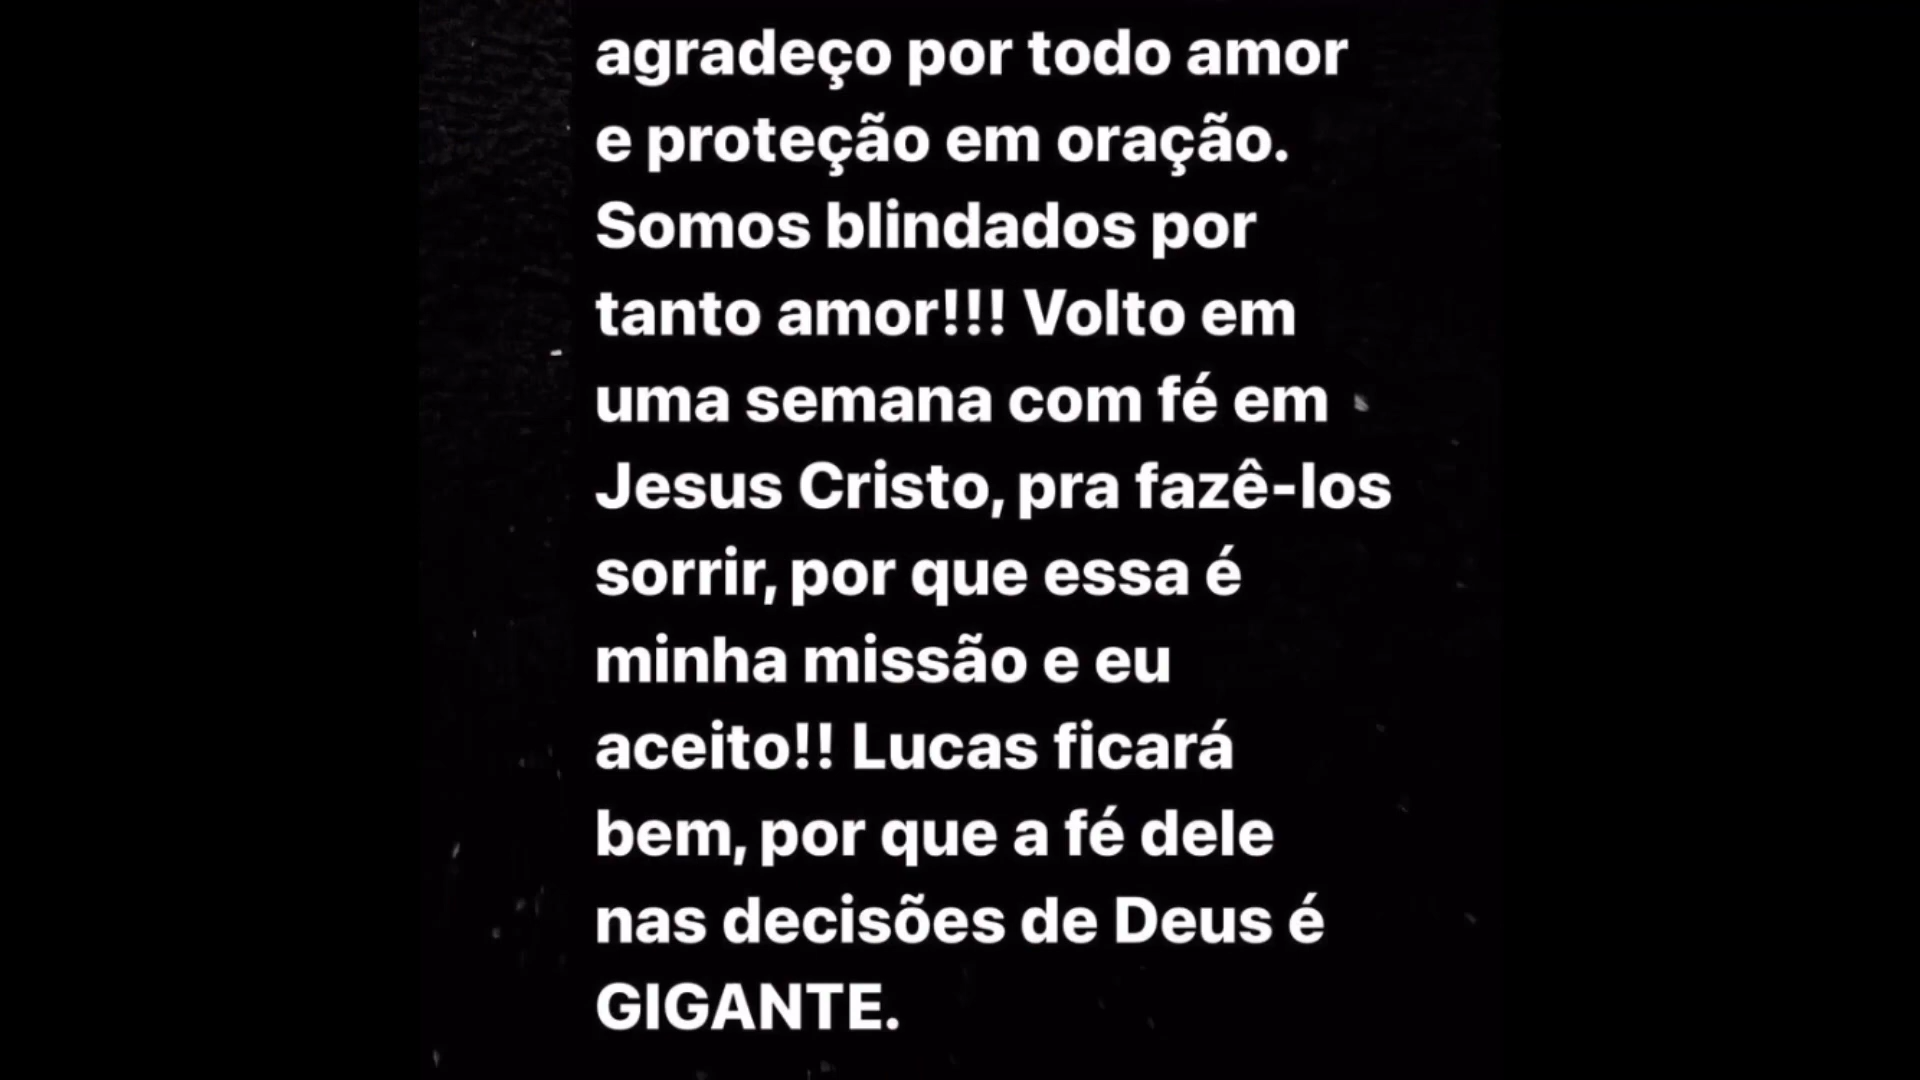 agradeço por todo amor
e proteção em oração.
Somos blindados por
tanto amor!!! Volto em
uma semana com fé em
Jesus Cristo, pra fazê-los
sorrir, por que essa é
minha missão e eu
aceito!! Lucas ficará
bem, por que a fé dele
nas decisões de Deus é
GIGANTE.